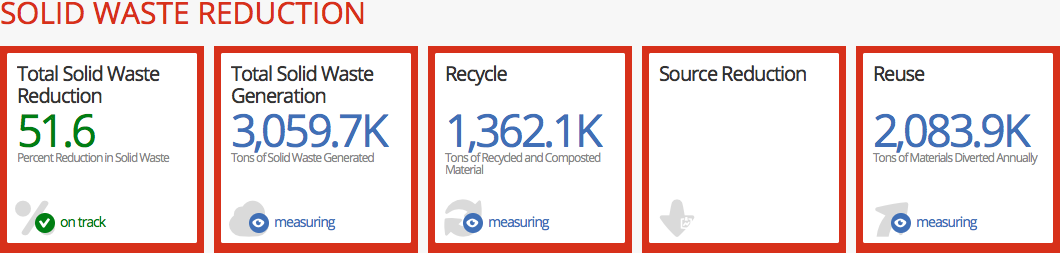 SOLID WASTE REDUCTION
Total Solid Waste
Reduction
51.6
Percent Reduction in Solid Waste
on track
Total Solid Waste
Generation
3,059.7K
Tons of Solid Waste Generated
measuring
Recycle
1,362.1K
Tons of Recycled and Composted
Material
measuring
Source Reduction
Reuse
2,083.9K
Tons of Materials Diverted Annually
measuring